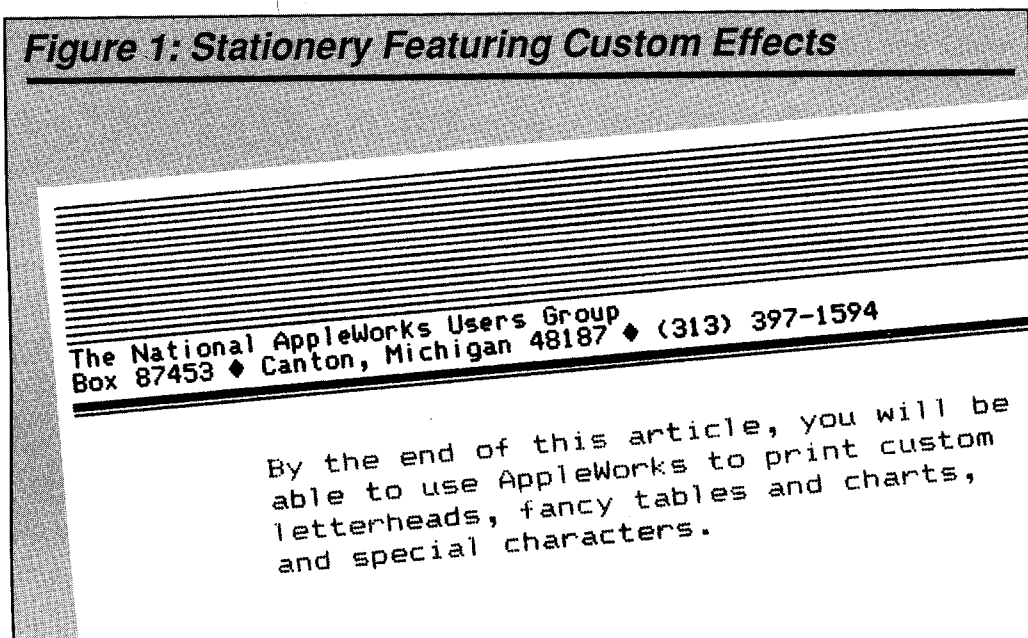 Figure 1: Stationery Featuring Custom Effects
The National AppleWorks Users Group
Box 87453 ♦ Canton, Michigan 48187 ♦ (313) 397-1594
By the end of this article, you will be
able to use AppleWorks to print custom
letterheads, fancy tables and charts,
and special characters.